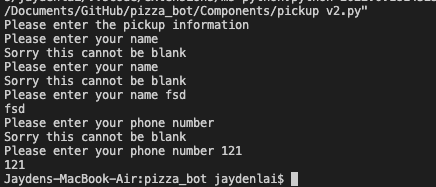 /Documents/GitHub/pizza_bot/Components/pickup v2.py"
Please enter the pickup information
Please enter your name
Sorry this cannot be blank
Please enter your name
Sorry this cannot be blank
Please enter your name fsd
fsd
Please enter your phone number
Sorry this cannot be blank
Please enter your phone number 121
121
Jaydens-MacBook-Air:pizza_bot jaydenlai$